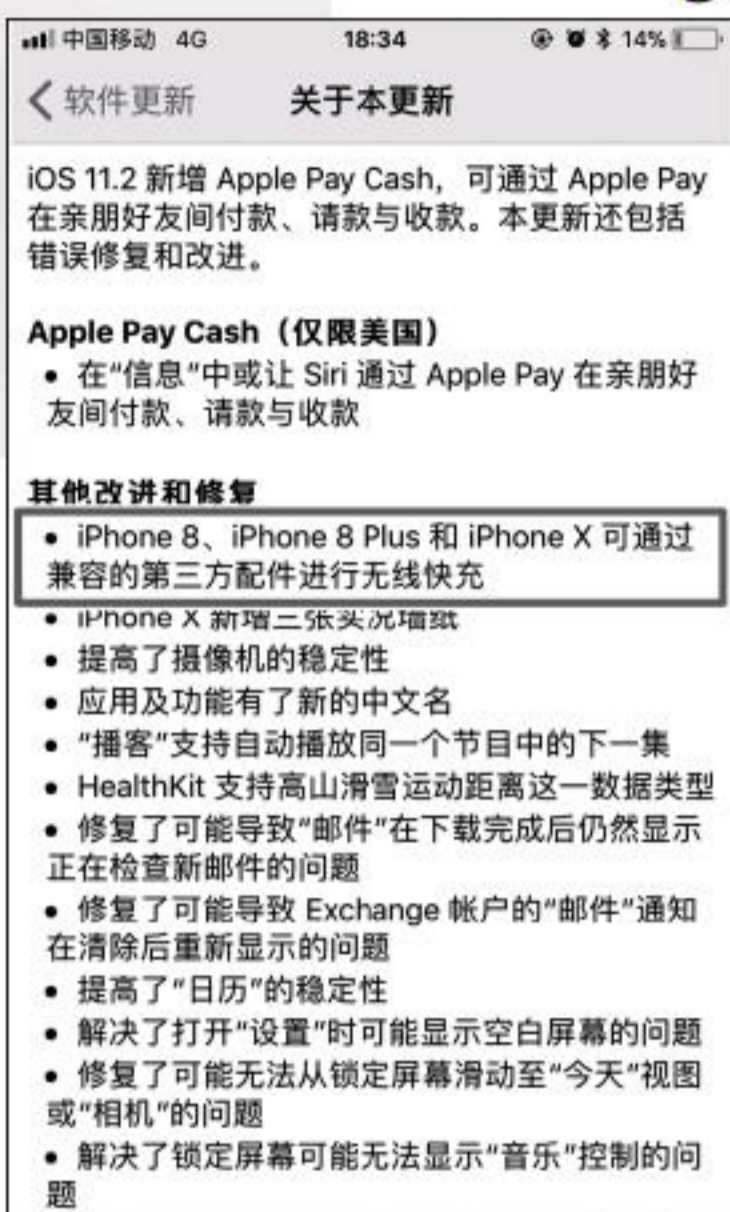 中国移动 4G 18:34 14%
软件更新 关于本更新
iOS 11.2 新增 Apple Pay Cash，可通过 Apple Pay
在亲朋好友间付款、请款与收款。本更新还包括
错误修复和改进。
Apple Pay Cash（仅限美国）
• 在“信息”中或让 Siri 通过 Apple Pay 在亲朋好
友间付款、请款与收款
其他改进和修复
• iPhone 8、iPhone 8 Plus 和 iPhone X 可通过
兼容的第三方配件进行无线快充
• iPhone X 新增三张实况墙纸
• 提高了摄像机的稳定性
• 应用及功能有了新的中文名
• “播客”支持自动播放同一个节目中的下一集
• HealthKit 支持高山滑雪运动距离这一数据类型
• 修复了可能导致“邮件”在下载完成后仍然显示
正在检查新邮件的问题
• 修复了可能导致 Exchange 帐户的“邮件”通知
在清除后重新显示的问题
• 提高了“日历”的稳定性
• 解决了打开“设置”时可能显示空白屏幕的问题
• 修复了可能无法从锁定屏幕滑动至“今天”视图
或“相机”的问题
• 解决了锁定屏幕可能无法显示“音乐”控制的问
题